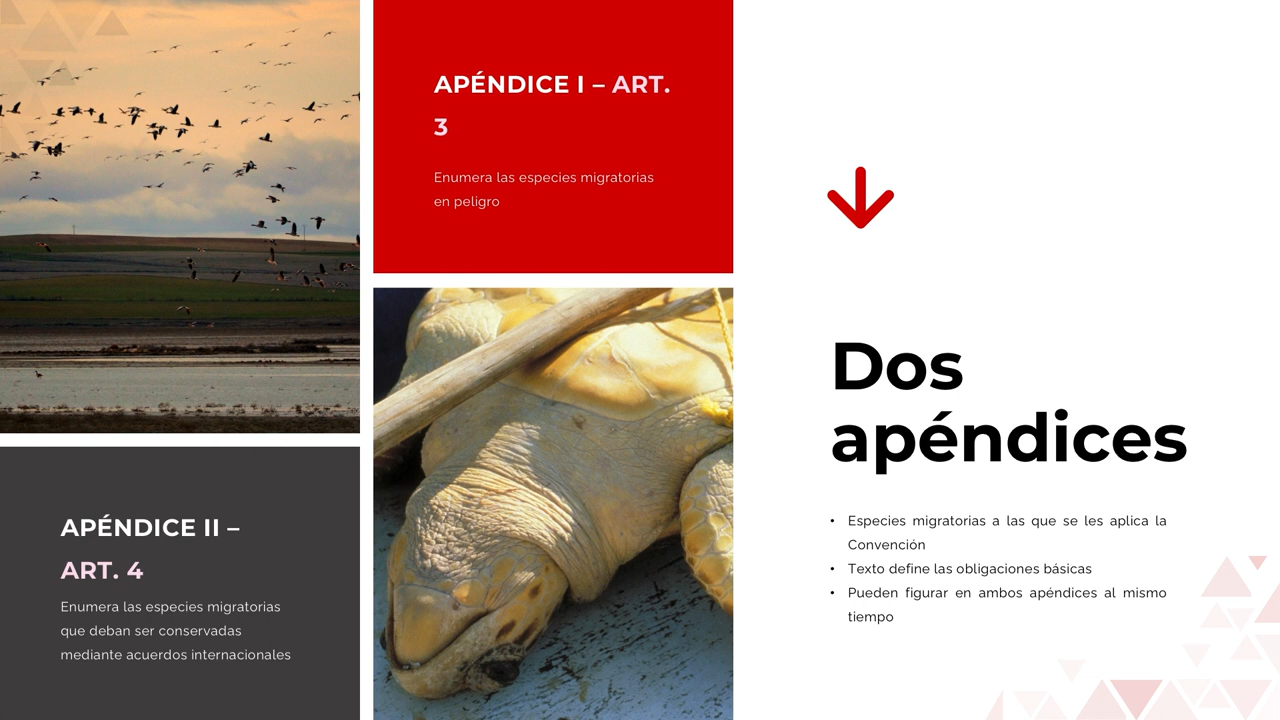 APÉNDICE I – ART.
3
Enumera las especies migratorias
en peligro
APÉNDICE II –
ART. 4
Enumera las especies migratorias
que deban ser conservadas
mediante acuerdos internacionales
Dos
apéndices
• Especies migratorias a las que se les aplica la
Convención
• Texto define las obligaciones básicas
• Pueden figurar en ambos apéndices al mismo
tiempo